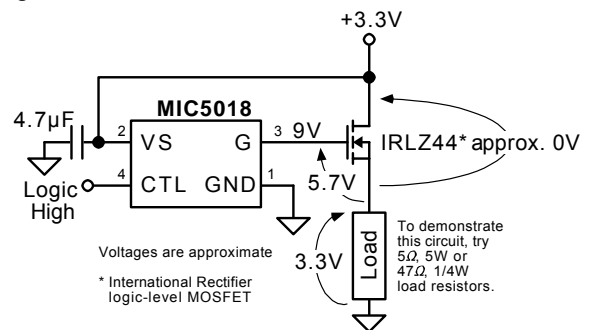 +3.3V
MIC5018
4.7µF
2 VS G 3 9V
IRLZ44* approx. 0V
4 CTL GND 1
Logic
High
5.7V
Voltages are approximate
* International Rectifier
logic-level MOSFET
3.3V
Load
To demonstrate
this circuit, try
5Ω, 5W or
47Ω, 1/4W
load resistors.